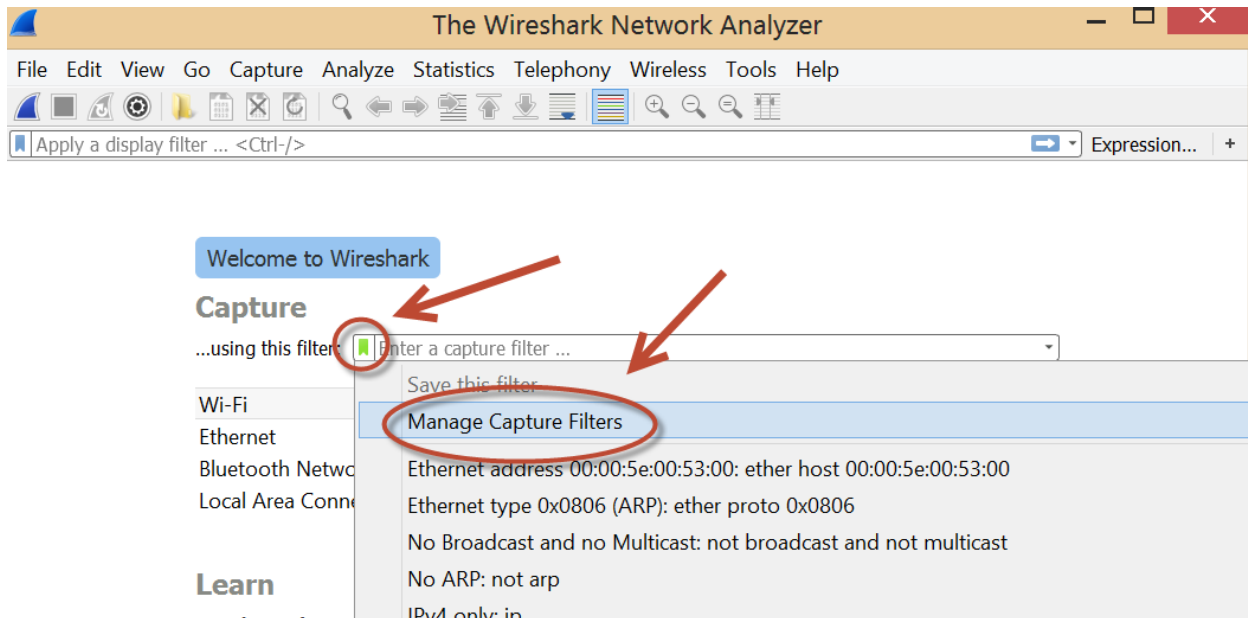 The Wireshark Network Analyzer
File Edit View Go Capture Analyze Statistics Telephony Wireless Tools Help
Apply a display filter ... <Ctrl-/> Expression... +
Welcome to Wireshark
Capture
...using this filter: Enter a capture filter ...
Save this filter
Wi-Fi
Manage Capture Filters
Ethernet
Ethernet address 00:00:5e:00:53:00: ether host 00:00:5e:00:53:00
Bluetooth Netwo
Ethernet type 0x0806 (ARP): ether proto 0x0806
Local Area Conne
No Broadcast and no Multicast: not broadcast and not multicast
Learn
No ARP: not arp
IPv4 only: ip